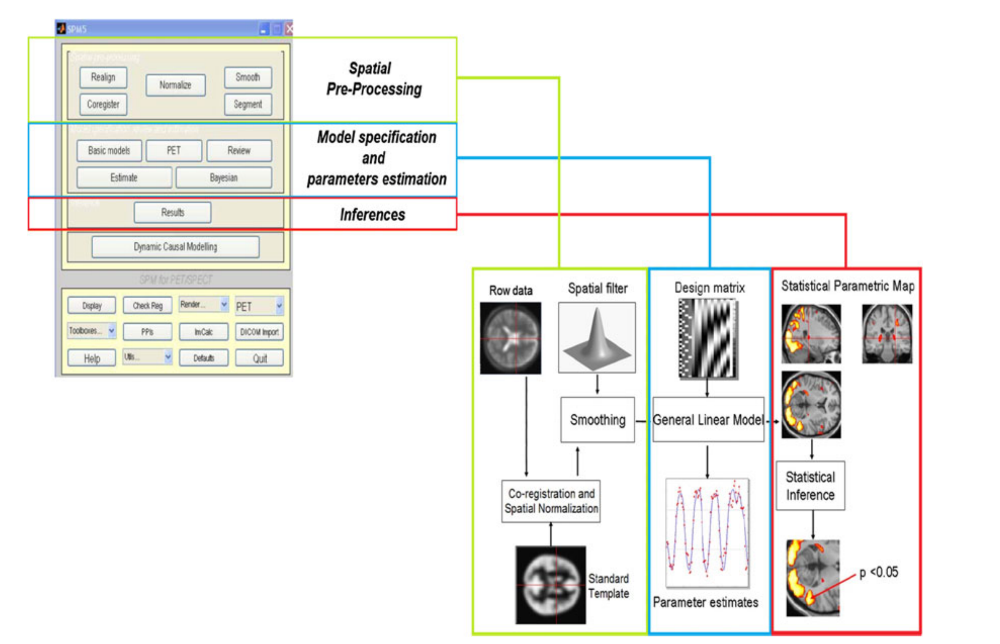 SPM5
Spatial pre-processing
Realign
Normalize
Smooth
Coregister
Segment
Spatial
Pre-Processing
Basic models
PET
Review
Estimate
Bayesian
Model specification
and
parameters estimation
Results
Inferences
Dynamic Causal Modelling
SPM for PET/SPECT
Display
Check Reg
Render...
PET
Toolboxes...
PPIs
ImCalc
DICOM Import
Help
Utils...
Defaults
Quit
Row data
Spatial filter
Smoothing
Co-registration and
Spatial Normalization
Standard
Template
Design matrix
General Linear Model
Parameter estimates
Statistical Parametric Map
Statistical
Inference
p <0.05